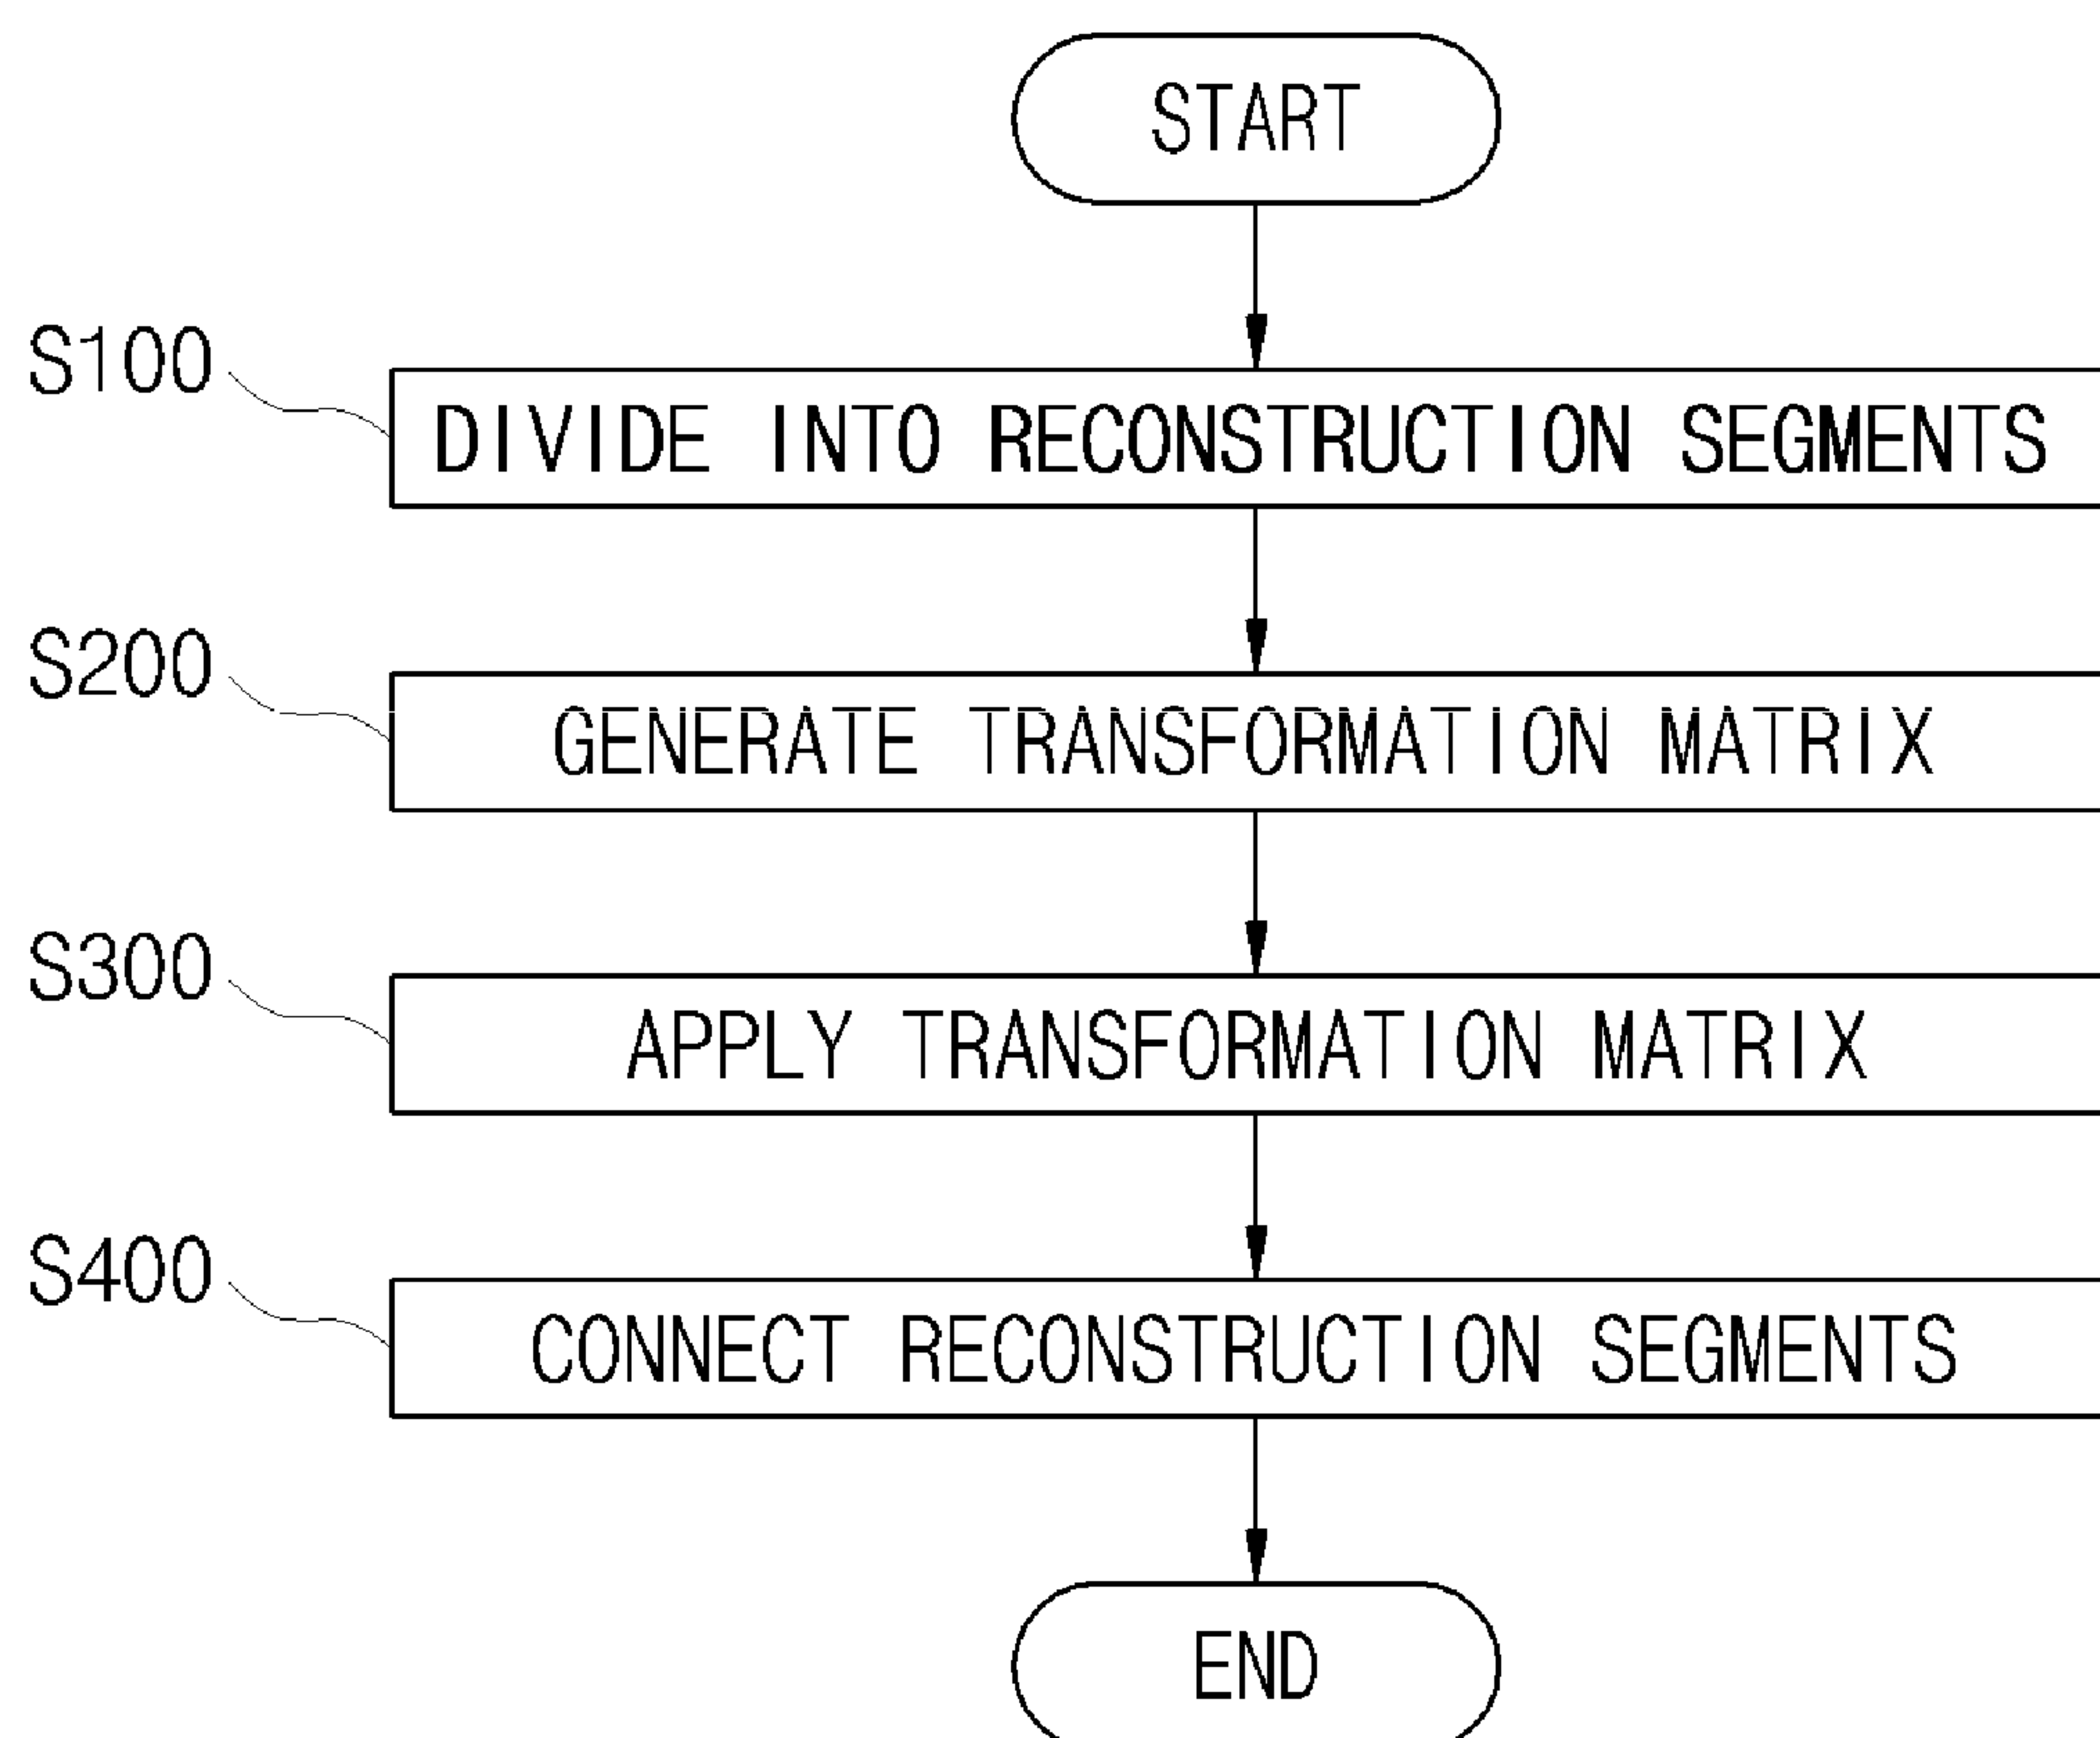 START
S100
DIVIDE INTO RECONSTRUCTION SEGMENTS
S200
GENERATE TRANSFORMATION MATRIX
S300
APPLY TRANSFORMATION MATRIX
S400
CONNECT RECONSTRUCTION SEGMENTS
END